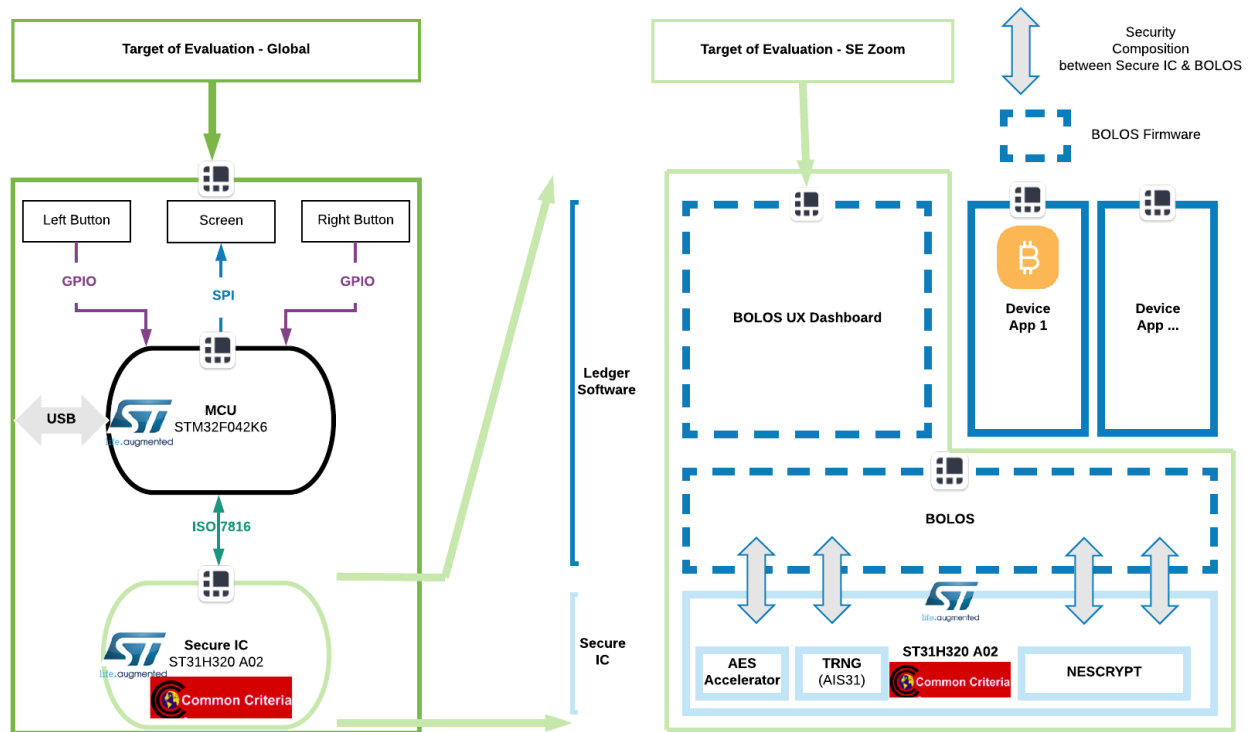 Target of Evaluation - Global
Left Button
Screen
Right Button
GPIO
SPI
GPIO
USB
ST
life.augmented
MCU
STM32F042K6
ISO 7816
ST
life.augmented
Secure IC
ST31H320 A02
Common Criteria
Ledger
Software
Secure
IC
Target of Evaluation - SE Zoom
Security
Composition
between Secure IC & BOLOS
BOLOS Firmware
BOLOS UX Dashboard
Device
App 1
Device
App ...
BOLOS
ST
life.augmented
AES
Accelerator
TRNG
(AIS31)
ST31H320 A02
Common Criteria
NESCRYPT